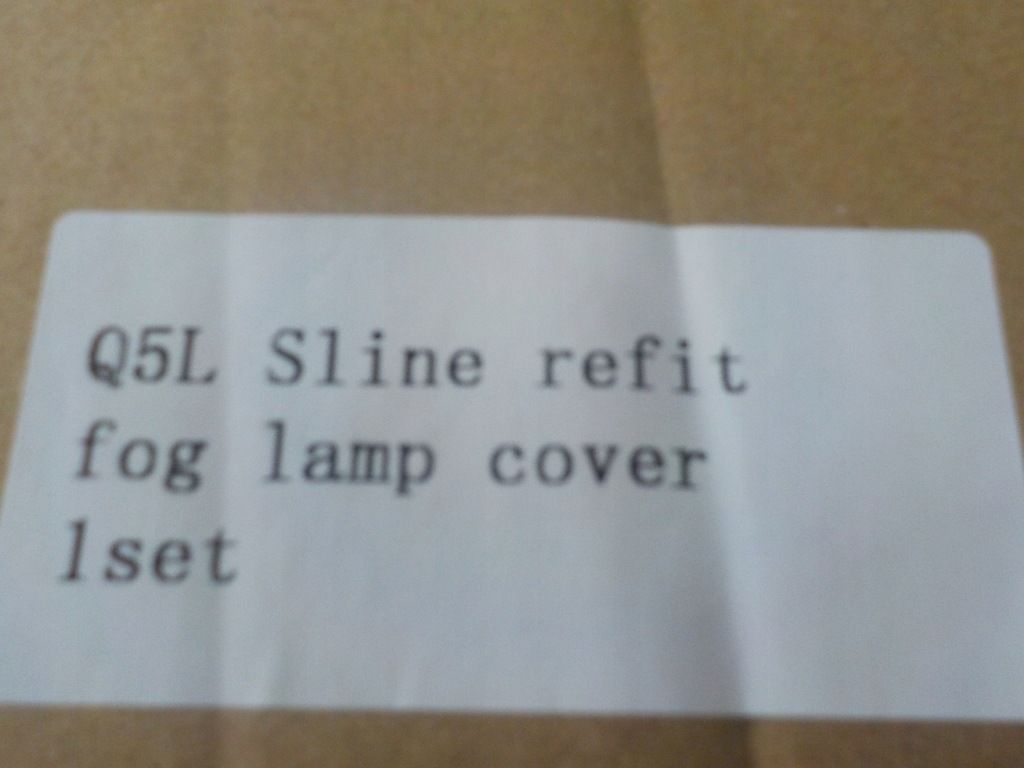 Q5L Sline refit
fog lamp cover
1set